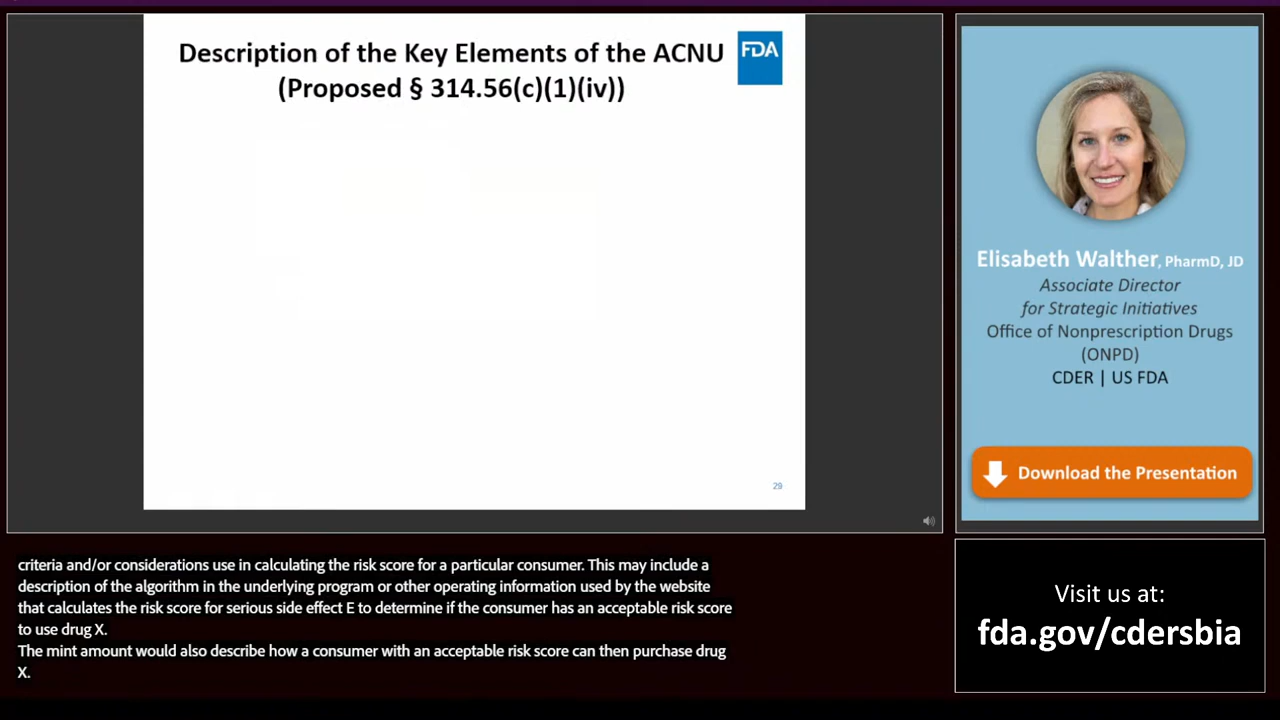 Description of the Key Elements of the ACNU
(Proposed § 314.56(c)(1)(iv))
FDA
29
Elisabeth Walther, PharmD, JD
Associate Director
for Strategic Initiatives
Office of Nonprescription Drugs
(ONPD)
CDER | US FDA
Download the Presentation
criteria and/or considerations use in calculating the risk score for a particular consumer. This may include a
description of the algorithm in the underlying program or other operating information used by the website
that calculates the risk score for serious side effect E to determine if the consumer has an acceptable risk score
to use drug X.
The mint amount would also describe how a consumer with an acceptable risk score can then purchase drug
X.
Visit us at:
fda.gov/cdersbia